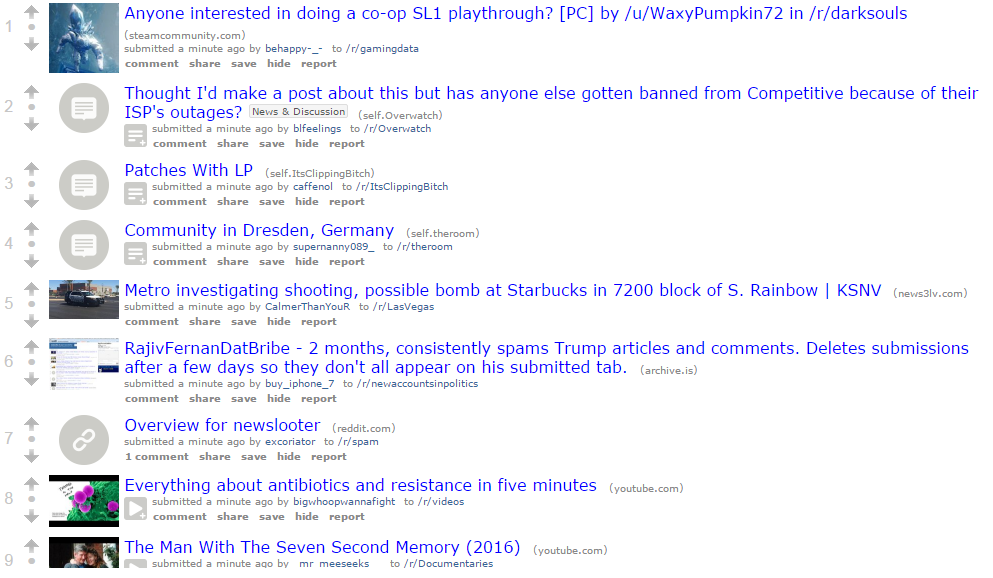 1
Anyone interested in doing a co-op SL1 playthrough? [PC] by /u/WaxyPumpkin72 in /r/darksouls
(steamcommunity.com)
submitted a minute ago by behappy-_- to /r/gamingdata
comment share save hide report
2
Thought I'd make a post about this but has anyone else gotten banned from Competitive because of their
ISP's outages? News & Discussion (self.Overwatch)
submitted a minute ago by blfeelings to /r/Overwatch
comment share save hide report
3
Patches With LP (self.ItsClippingBitch)
submitted a minute ago by caffenol to /r/ItsClippingBitch
comment share save hide report
4
Community in Dresden, Germany (self.theroom)
submitted a minute ago by supernanny089_ to /r/theroom
comment share save hide report
5
Metro investigating shooting, possible bomb at Starbucks in 7200 block of S. Rainbow | KSNV (news3lv.com)
submitted a minute ago by CalmerThanYouR to /r/LasVegas
comment share save hide report
6
RajivFernanDatBribe - 2 months, consistently spams Trump articles and comments. Deletes submissions
after a few days so they don't all appear on his submitted tab. (archive.is)
submitted a minute ago by buy_iphone_7 to /r/newaccountsinpolitics
comment share save hide report
7
Overview for newslooter (reddit.com)
submitted a minute ago by excoriator to /r/spam
1 comment share save hide report
8
Everything about antibiotics and resistance in five minutes (youtube.com)
submitted a minute ago by bigwhoopwannafight to /r/videos
comment share save hide report
9
The Man With The Seven Second Memory (2016) (youtube.com)
submitted a minute ago by _mr_meeseeks_ to /r/Documentaries